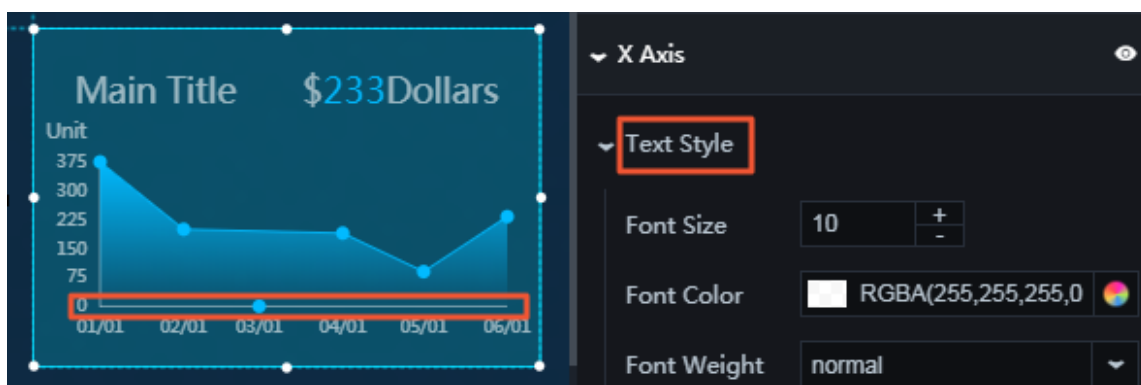 Main Title $233Dollars
Unit
375
300
225
150
75
0
01/01 02/01 03/01 04/01 05/01 06/01
X Axis
Text Style
Font Size 10 + -
Font Color RGBA(255,255,255,0
Font Weight normal